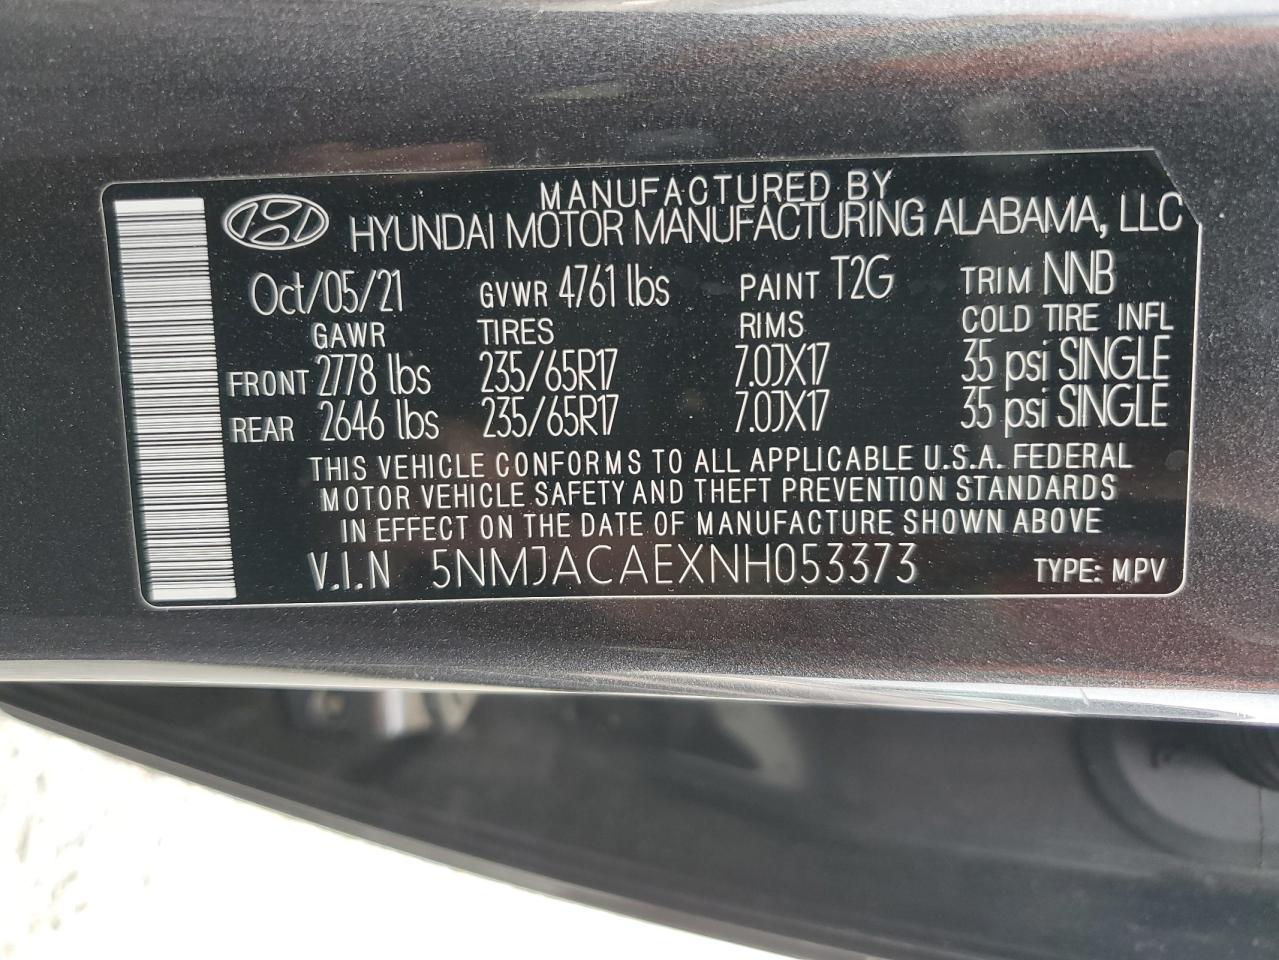 MANUFACTURED BY
HYUNDAI MOTOR MANUFACTURING ALABAMA, LLC
Oct/05/21 GVWR 4761 lbs PAINT T2G TRIM NNB
GAWR TIRES RIMS COLD TIRE INFL
FRONT 2778 lbs 235/65R17 7.0JX17 35 psi SINGLE
REAR 2646 lbs 235/65R17 7.0JX17 35 psi SINGLE
THIS VEHICLE CONFORMS TO ALL APPLICABLE U.S.A. FEDERAL
MOTOR VEHICLE SAFETY AND THEFT PREVENTION STANDARDS
IN EFFECT ON THE DATE OF MANUFACTURE SHOWN ABOVE
V.I.N 5NMJACAEXNH053373 TYPE: MPV